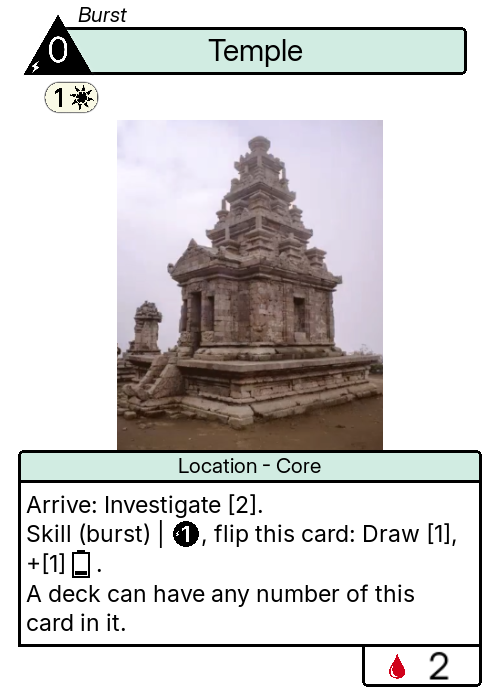 Burst
0
Temple
1
Location - Core
Arrive: Investigate [2].
Skill (burst) | 1, flip this card: Draw [1],
+[1] .
A deck can have any number of this
card in it.
2